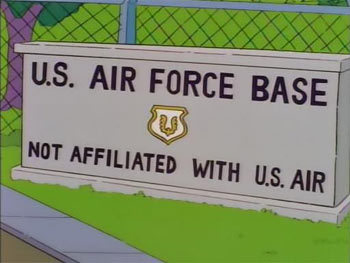 U.S. AIR FORCE BASE
NOT AFFILIATED WITH U.S. AIR